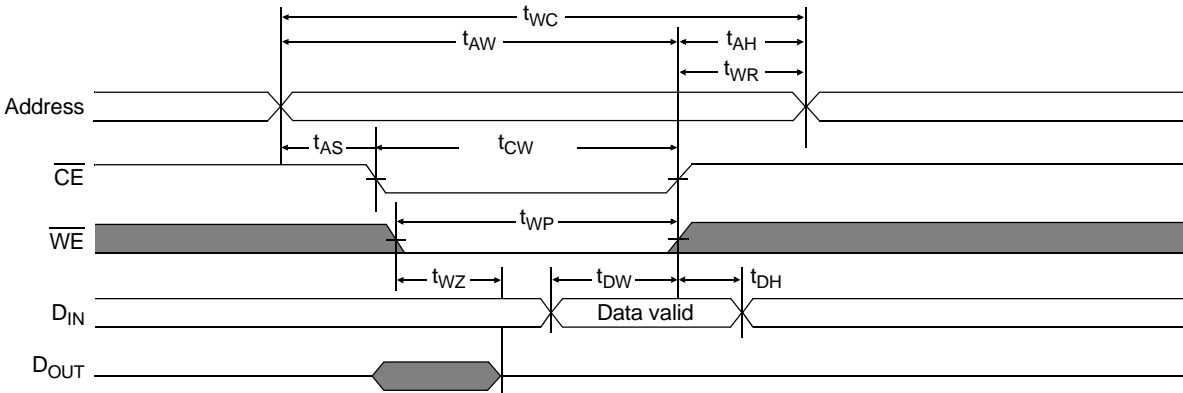 tWC
tAW tAH
tWR
Address
tAS tCW
CE
tWP
WE
tWZ tDW tDH
DIN Data valid
DOUT